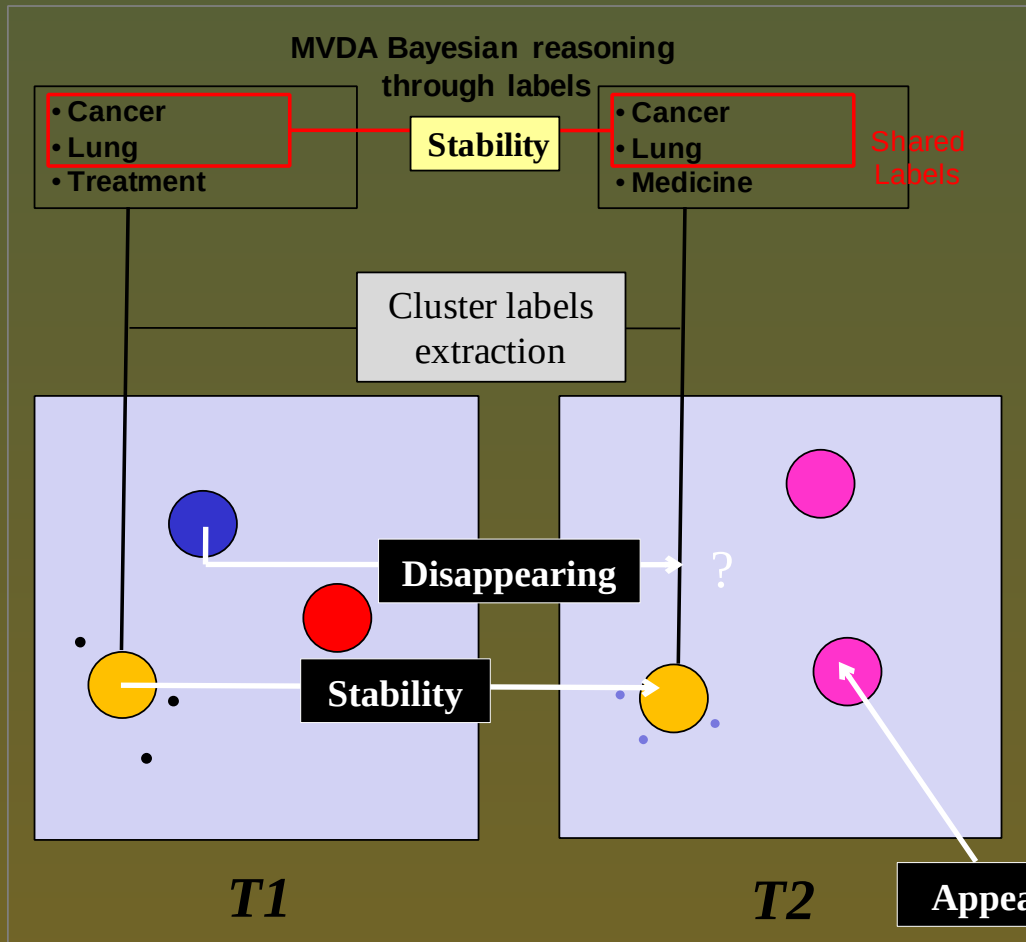 MVDA Bayesian reasoning
through labels
• Cancer
• Lung
• Treatment
Stability
• Cancer
• Lung
• Medicine
Shared
Labels
Cluster labels
extraction
Disappearing
?
Stability
T1
T2
Appea